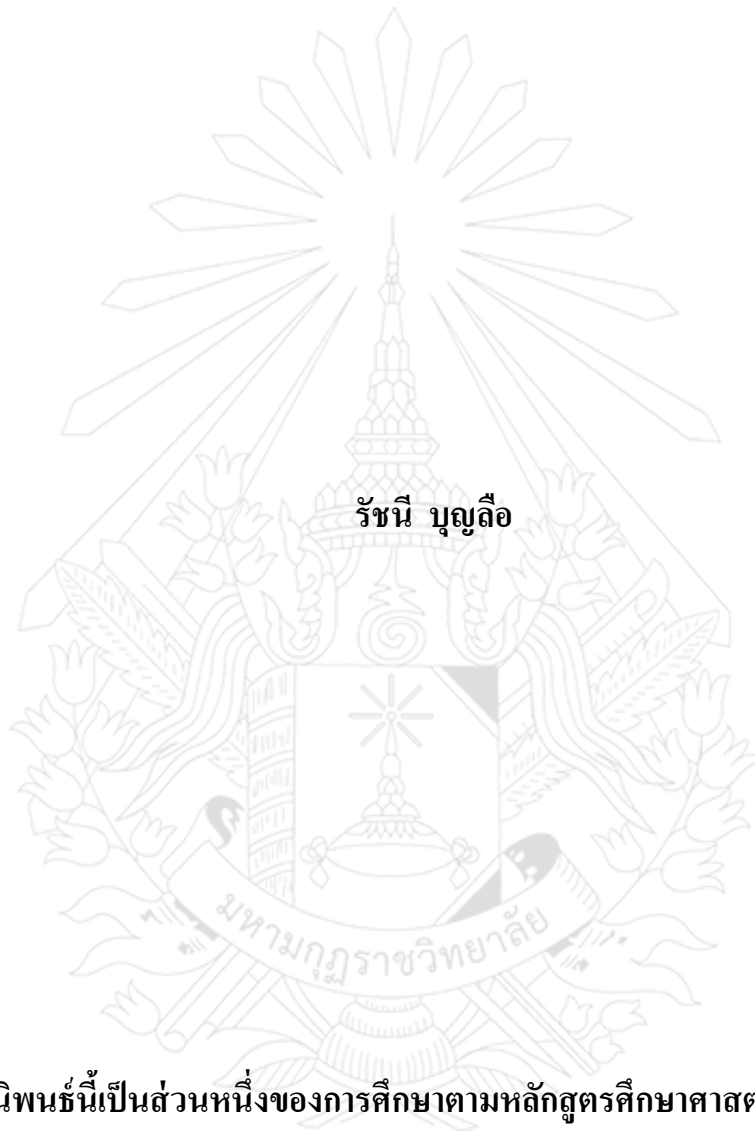 รัชนี บุญลือ
มหามกุฏราชวิทยาลัย
นิพนธ์นี้เป็นส่วนหนึ่งของการศึกษาตามหลักสูตรศึกษาศาสต